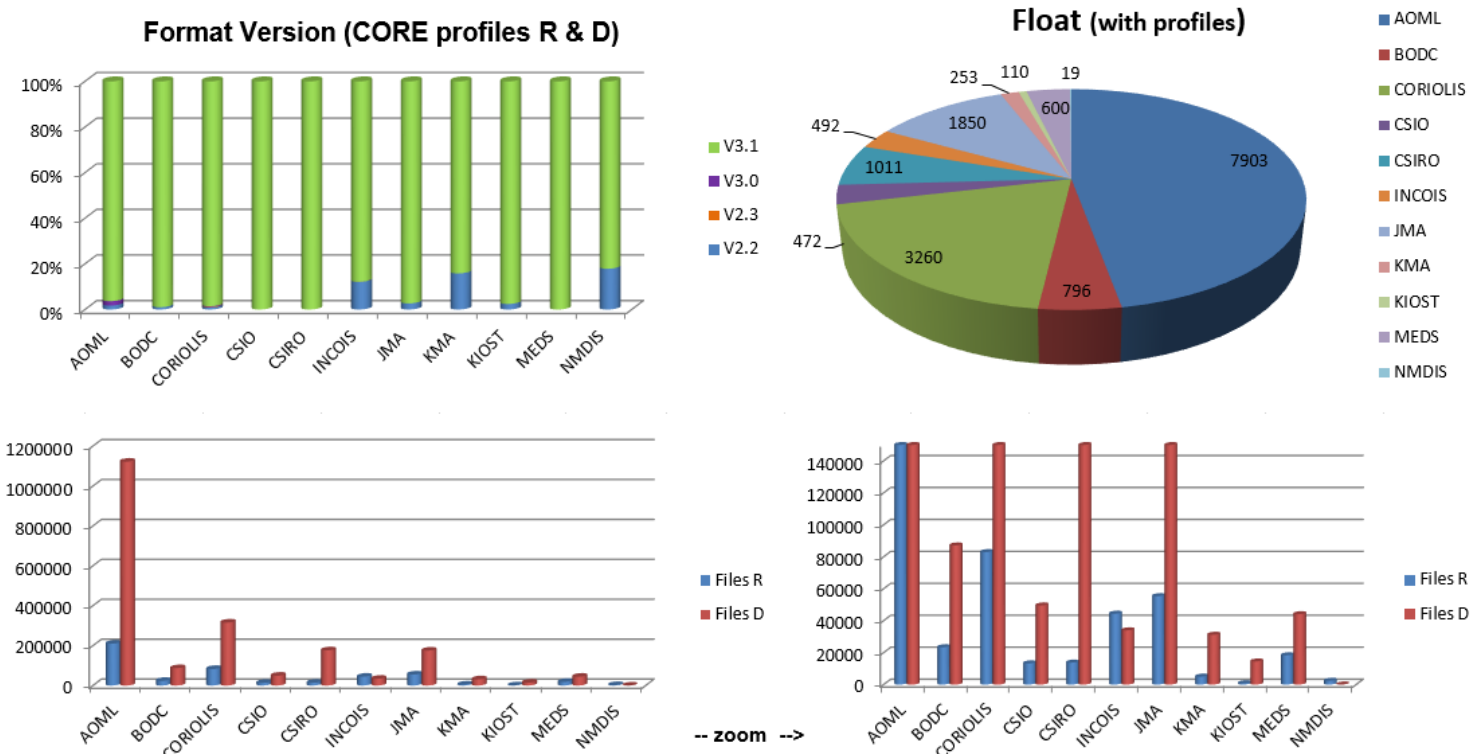 Format Version (CORE profiles R & D)
100%
80%
60%
40%
20%
0%
AOML
BODC
CORIOLIS
CSIO
CSIRO
INCOIS
JMA
KMA
KIOST
MEDS
NMDIS
V3.1
V3.0
V2.3
V2.2
Float (with profiles)
253
110
19
600
492
1850
7903
1011
472
3260
796
AOML
BODC
CORIOLIS
CSIO
CSIRO
INCOIS
JMA
KMA
KIOST
MEDS
NMDIS
1200000
1000000
800000
600000
400000
200000
0
AOML
BODC
CORIOLIS
CSIO
CSIRO
INCOIS
JMA
KMA
KIOST
MEDS
NMDIS
Files R
Files D
-- zoom -->
140000
120000
100000
80000
60000
40000
20000
0
AOML
BODC
CORIOLIS
CSIO
CSIRO
INCOIS
JMA
KMA
KIOST
MEDS
NMDIS
Files R
Files D